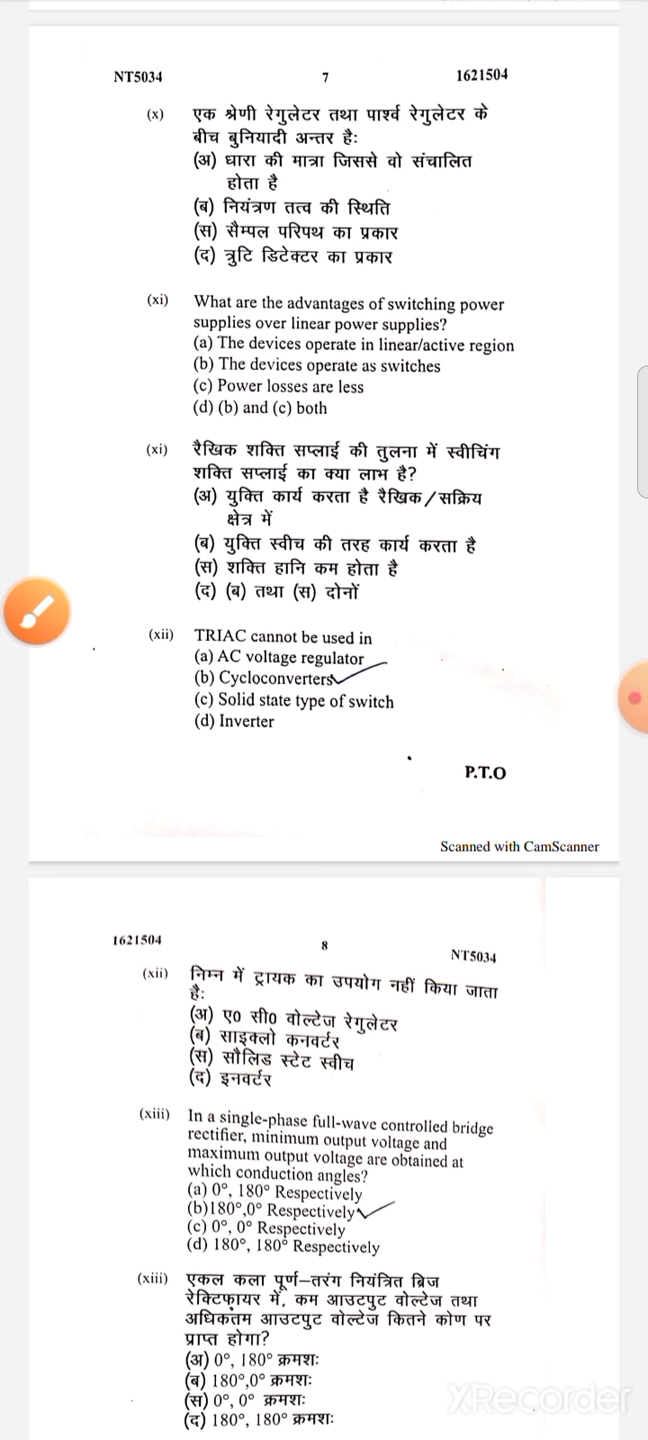 NT5034 7 1621504
(x) एक श्रेणी रेगुलेटर तथा पार्श्व रेगुलेटर के
बीच बुनियादी अन्तर है:
(अ) धारा की मात्रा जिससे वो संचालित
होता है
(ब) नियंत्रण तत्व की स्थिति
(स) सैम्पल परिपथ का प्रकार
(द) त्रुटि डिटेक्टर का प्रकार
(xi) What are the advantages of switching power
supplies over linear power supplies?
(a) The devices operate in linear/active region
(b) The devices operate as switches
(c) Power losses are less
(d) (b) and (c) both
(xi) रैखिक शक्ति सप्लाई की तुलना में स्वीचिंग
शक्ति सप्लाई का क्या लाभ है?
(अ) युक्ति कार्य करता है रैखिक/सक्रिय
क्षेत्र में
(ब) युक्ति स्वीच की तरह कार्य करता है
(स) शक्ति हानि कम होता है
(द) (ब) तथा (स) दोनों
(xii) TRIAC cannot be used in
(a) AC voltage regulator
(b) Cycloconverters
(c) Solid state type of switch
(d) Inverter
P.T.O
Scanned with CamScanner
1621504 8 NT5034
(xii) निम्न में ट्रायक का उपयोग नहीं किया जाता
है:
(अ) ए० सी० वोल्टेज रेगुलेटर
(ब) साइक्लो कनवर्टर
(स) सौलिड स्टेट स्वीच
(द) इनवर्टर
(xiii) In a single-phase full-wave controlled bridge
rectifier, minimum output voltage and
maximum output voltage are obtained at
which conduction angles?
(a) 0°, 180° Respectively
(b)180°,0° Respectively
(c) 0°, 0° Respectively
(d) 180°, 180° Respectively
(xiii) एकल कला पूर्ण–तरंग नियंत्रित ब्रिज
रेक्टिफ़ायर में, कम आउटपुट वोल्टेज तथा
अधिकतम आउटपुट वोल्टेज कितने कोण पर
प्राप्त होगा?
(अ) 0°, 180° क्रमशः
(ब) 180°,0° क्रमशः
(स) 0°, 0° क्रमशः
(द) 180°, 180° क्रमशः
XRecorder